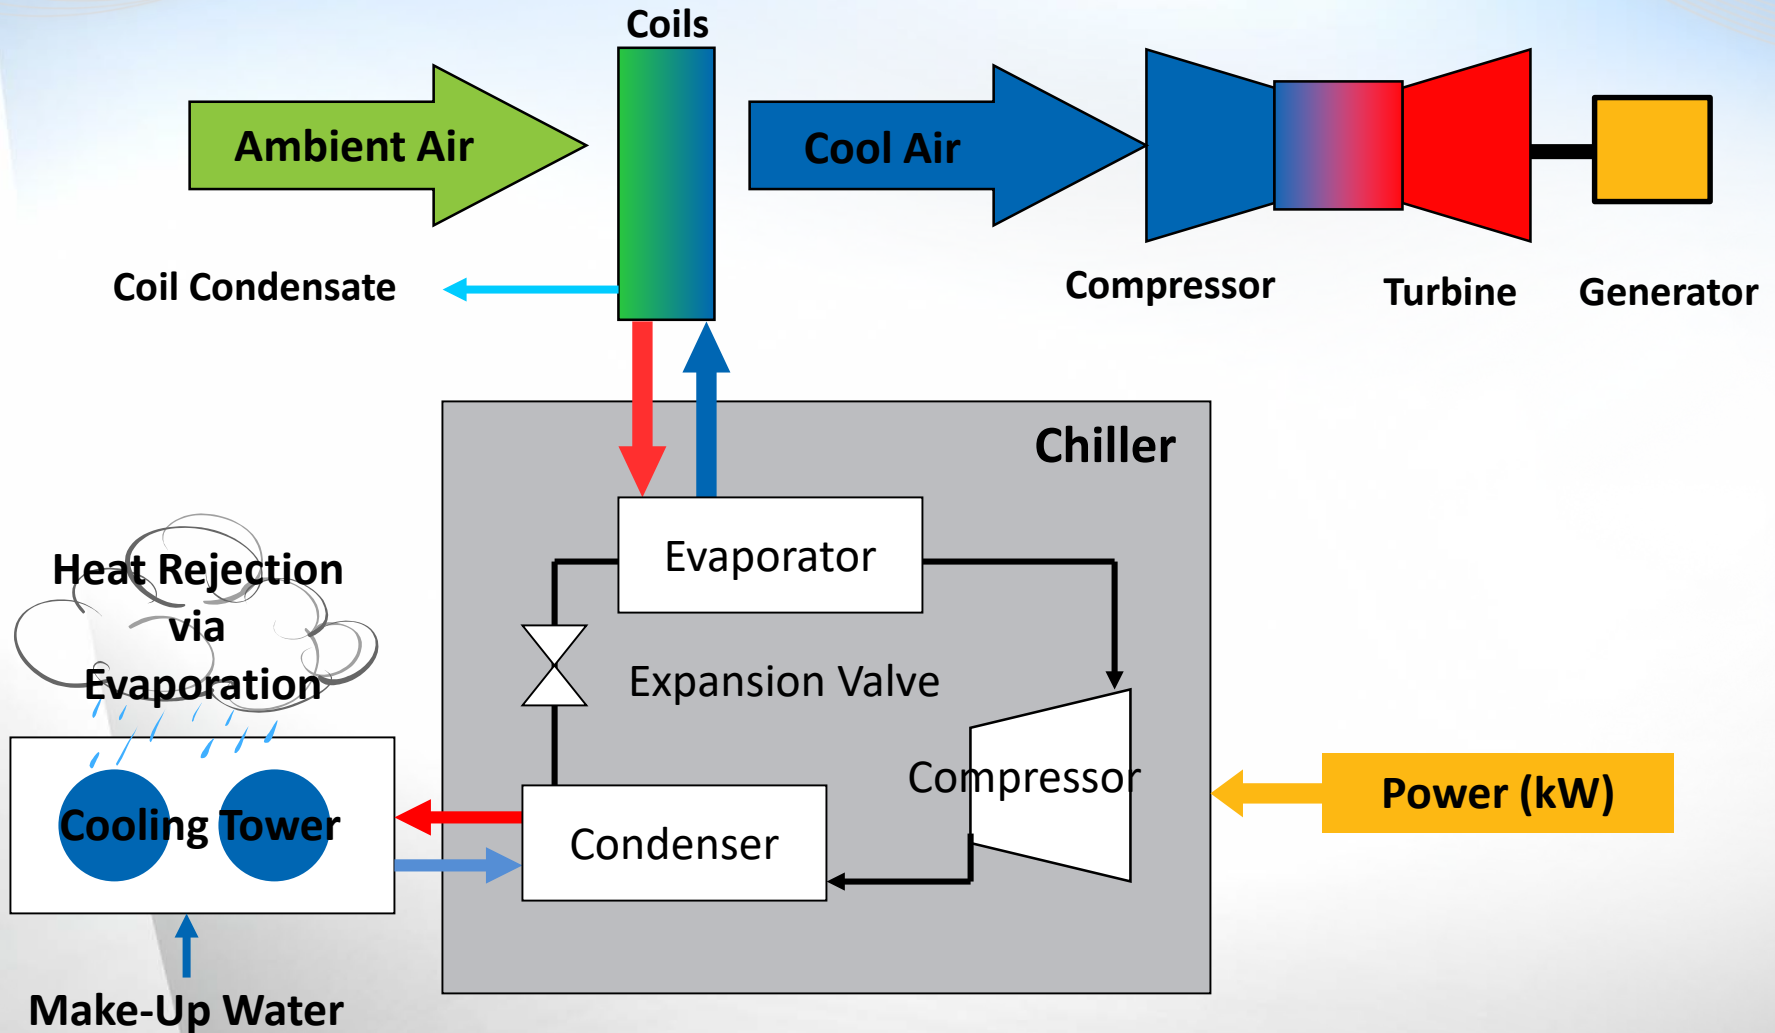 Coils
Ambient Air
Cool Air
Coil Condensate
Compressor
Turbine
Generator
Chiller
Evaporator
Heat Rejection
via
Evaporation
Expansion Valve
Compressor
Power (kW)
Cooling Tower
Condenser
Make-Up Water